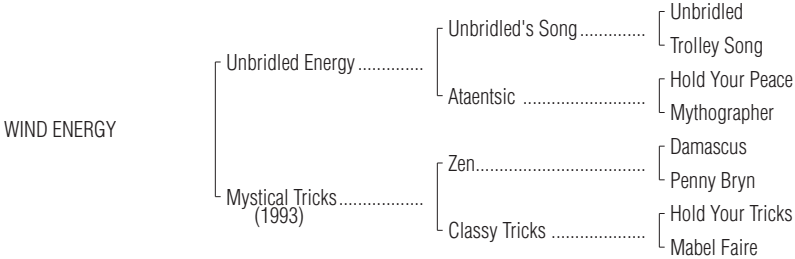 Unbridled
Unbridled's Song..............
Trolley Song
Unbridled Energy ..............
Hold Your Peace
Ataentsic ..........................
Mythographer
WIND ENERGY
Damascus
Zen....................................
Penny Bryn
Mystical Tricks..................
(1993)
Hold Your Tricks
Classy Tricks ....................
Mabel Faire